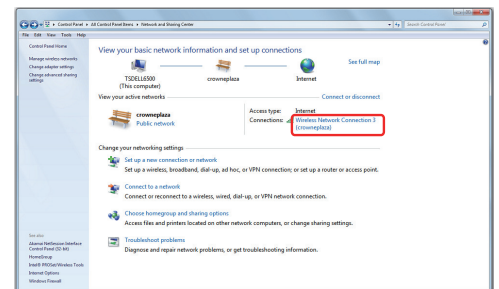 Control Panel ▸ All Control Panel Items ▸ Network and Sharing Center
Search Control Panel
File Edit View Tools Help
Control Panel Home
Manage wireless networks
Change adapter settings
Change advanced sharing
settings
View your basic network information and set up connections
See full map
TSDELL6500
(This computer)
crowneplaza
Internet
View your active networks
Connect or disconnect
crowneplaza
Public network
Access type: Internet
Connections: Wireless Network Connection 3
(crowneplaza)
Change your networking settings
Set up a new connection or network
Set up a wireless, broadband, dial-up, ad hoc, or VPN connection; or set up a router or access point.
Connect to a network
Connect or reconnect to a wireless, wired, dial-up, or VPN network connection.
Choose homegroup and sharing options
Access files and printers located on other network computers, or change sharing settings.
Troubleshoot problems
Diagnose and repair network problems, or get troubleshooting information.
See also
Akamai NetSession Interface
Control Panel (32-bit)
HomeGroup
Intel® PROSet/Wireless Tools
Internet Options
Windows Firewall